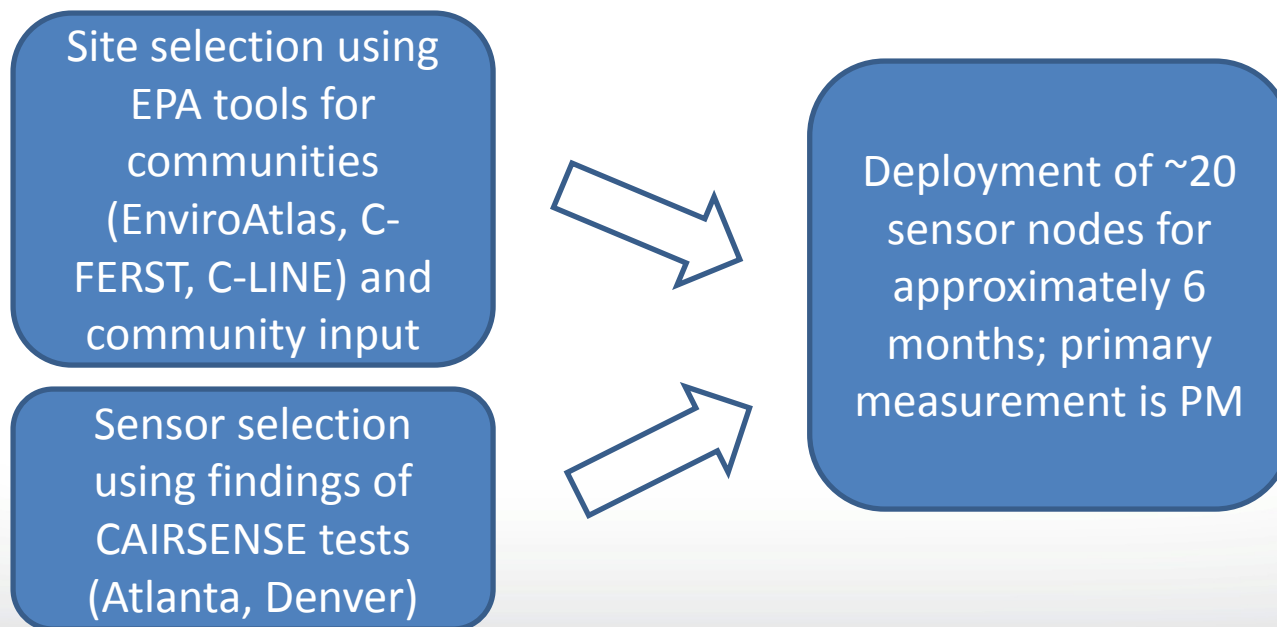 Site selection using
EPA tools for
communities
(EnviroAtlas, C-
FERST, C-LINE) and
community input
Sensor selection
using findings of
CAIRSENSE tests
(Atlanta, Denver)
Deployment of ~20
sensor nodes for
approximately 6
months; primary
measurement is PM